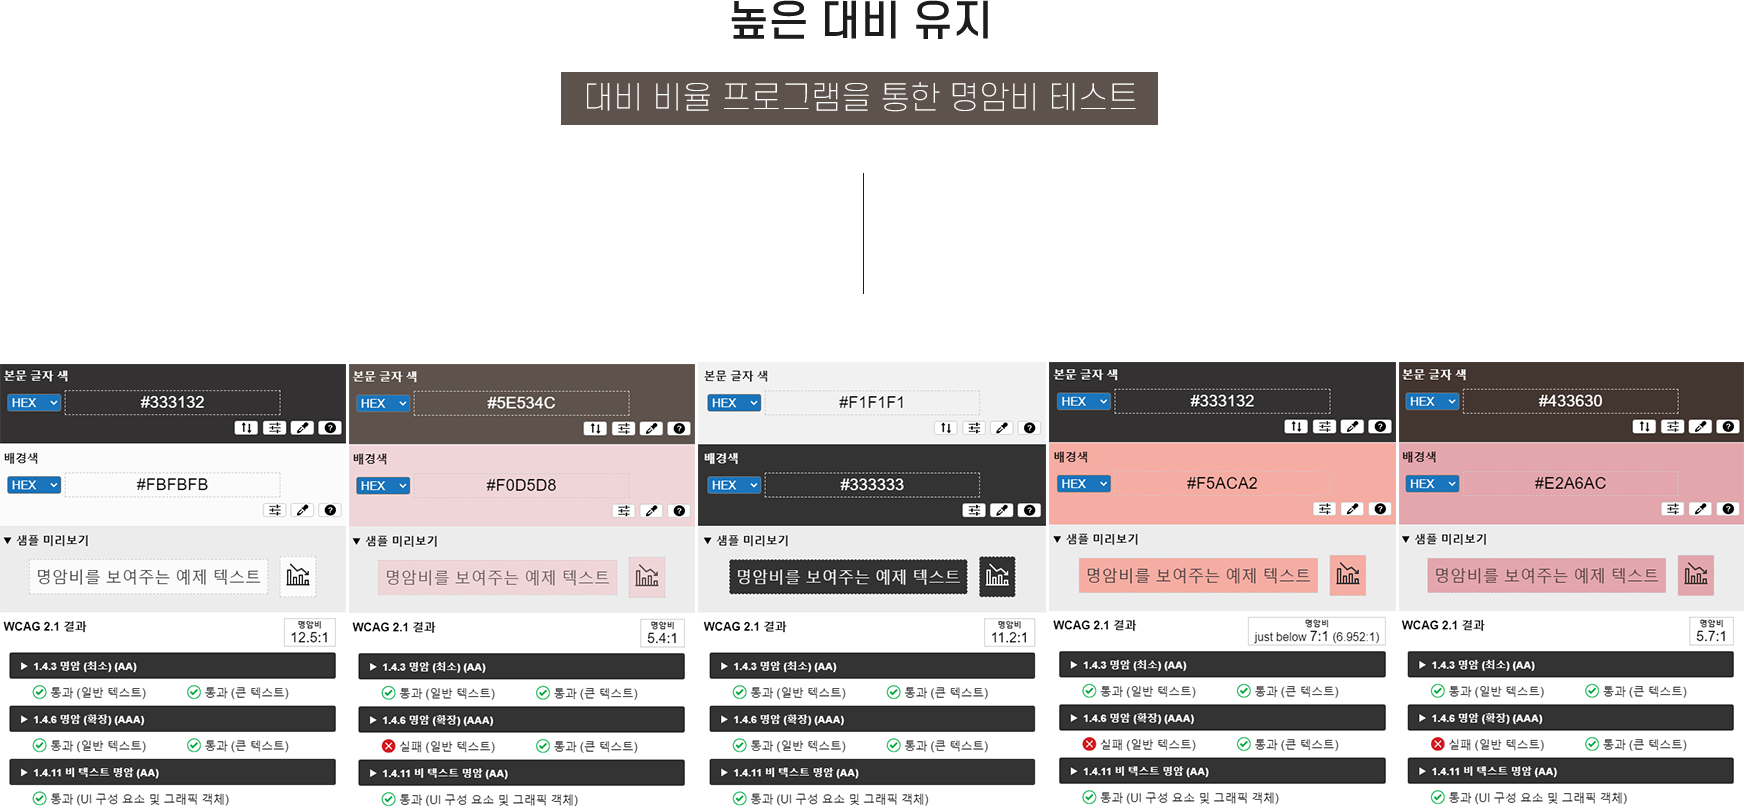 높은 대비 유지
대비 비율 프로그램을 통한 명암비 테스트
본문 글자 색
HEX
#333132
배경색
HEX
#FBFBFB
▼ 샘플 미리보기
명암비를 보여주는 예제 텍스트
WCAG 2.1 결과
명암비
12.5:1
▶ 1.4.3 명암 (최소) (AA)
통과 (일반 텍스트) 통과 (큰 텍스트)
▶ 1.4.6 명암 (확장) (AAA)
통과 (일반 텍스트) 통과 (큰 텍스트)
▶ 1.4.11 비 텍스트 명암 (AA)
통과 (UI 구성 요소 및 그래픽 객체)
본문 글자 색
HEX
#5E534C
배경색
HEX
#F0D5D8
▼ 샘플 미리보기
명암비를 보여주는 예제 텍스트
WCAG 2.1 결과
명암비
5.4:1
▶ 1.4.3 명암 (최소) (AA)
통과 (일반 텍스트) 통과 (큰 텍스트)
▶ 1.4.6 명암 (확장) (AAA)
실패 (일반 텍스트) 통과 (큰 텍스트)
▶ 1.4.11 비 텍스트 명암 (AA)
통과 (UI 구성 요소 및 그래픽 객체)
본문 글자 색
HEX
#F1F1F1
배경색
HEX
#333333
▼ 샘플 미리보기
명암비를 보여주는 예제 텍스트
WCAG 2.1 결과
명암비
11.2:1
▶ 1.4.3 명암 (최소) (AA)
통과 (일반 텍스트) 통과 (큰 텍스트)
▶ 1.4.6 명암 (확장) (AAA)
통과 (일반 텍스트) 통과 (큰 텍스트)
▶ 1.4.11 비 텍스트 명암 (AA)
통과 (UI 구성 요소 및 그래픽 객체)
본문 글자 색
HEX
#333132
배경색
HEX
#F5ACA2
▼ 샘플 미리보기
명암비를 보여주는 예제 텍스트
WCAG 2.1 결과
명암비
just below 7:1 (6.952:1)
▶ 1.4.3 명암 (최소) (AA)
통과 (일반 텍스트) 통과 (큰 텍스트)
▶ 1.4.6 명암 (확장) (AAA)
실패 (일반 텍스트) 통과 (큰 텍스트)
▶ 1.4.11 비 텍스트 명암 (AA)
통과 (UI 구성 요소 및 그래픽 객체)
본문 글자 색
HEX
#433630
배경색
HEX
#E2A6AC
▼ 샘플 미리보기
명암비를 보여주는 예제 텍스트
WCAG 2.1 결과
명암비
5.7:1
▶ 1.4.3 명암 (최소) (AA)
통과 (일반 텍스트) 통과 (큰 텍스트)
▶ 1.4.6 명암 (확장) (AAA)
실패 (일반 텍스트) 통과 (큰 텍스트)
▶ 1.4.11 비 텍스트 명암 (AA)
통과 (UI 구성 요소 및 그래픽 객체)